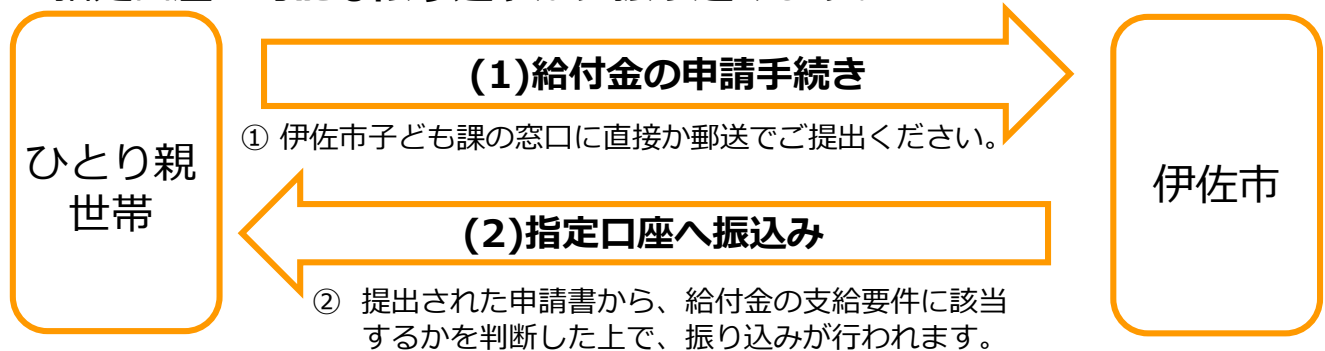 (1)給付金の申請手続き
① 伊佐市子ども課の窓口に直接か郵送でご提出ください。
ひとり親
世帯
伊佐市
(2)指定口座へ振込み
② 提出された申請書から、給付金の支給要件に該当
するかを判断した上で、振り込みが行われます。